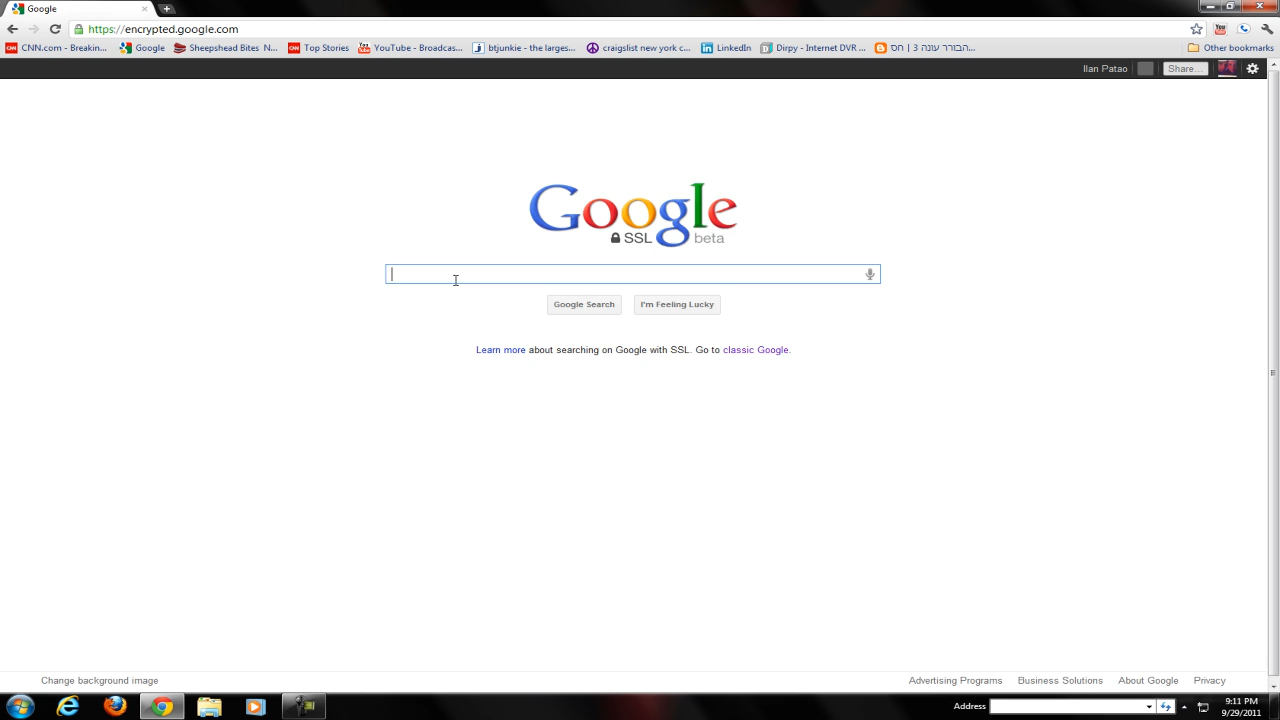 Google
https://encrypted.google.com
CNN.com - Breakin...
Google
Sheepshead Bites N...
Top Stories
YouTube - Broadcas...
btjunkie - the larges...
craigslist new york c...
LinkedIn
Dirpy - Internet DVR ...
הבורר עונה 3 | חס...
Other bookmarks
Ilan Patao
Share...
Google
SSL beta
Google Search
I'm Feeling Lucky
Learn more about searching on Google with SSL. Go to classic Google.
Change background image
Advertising Programs
Business Solutions
About Google
Privacy
Address
9:11 PM
9/29/2011